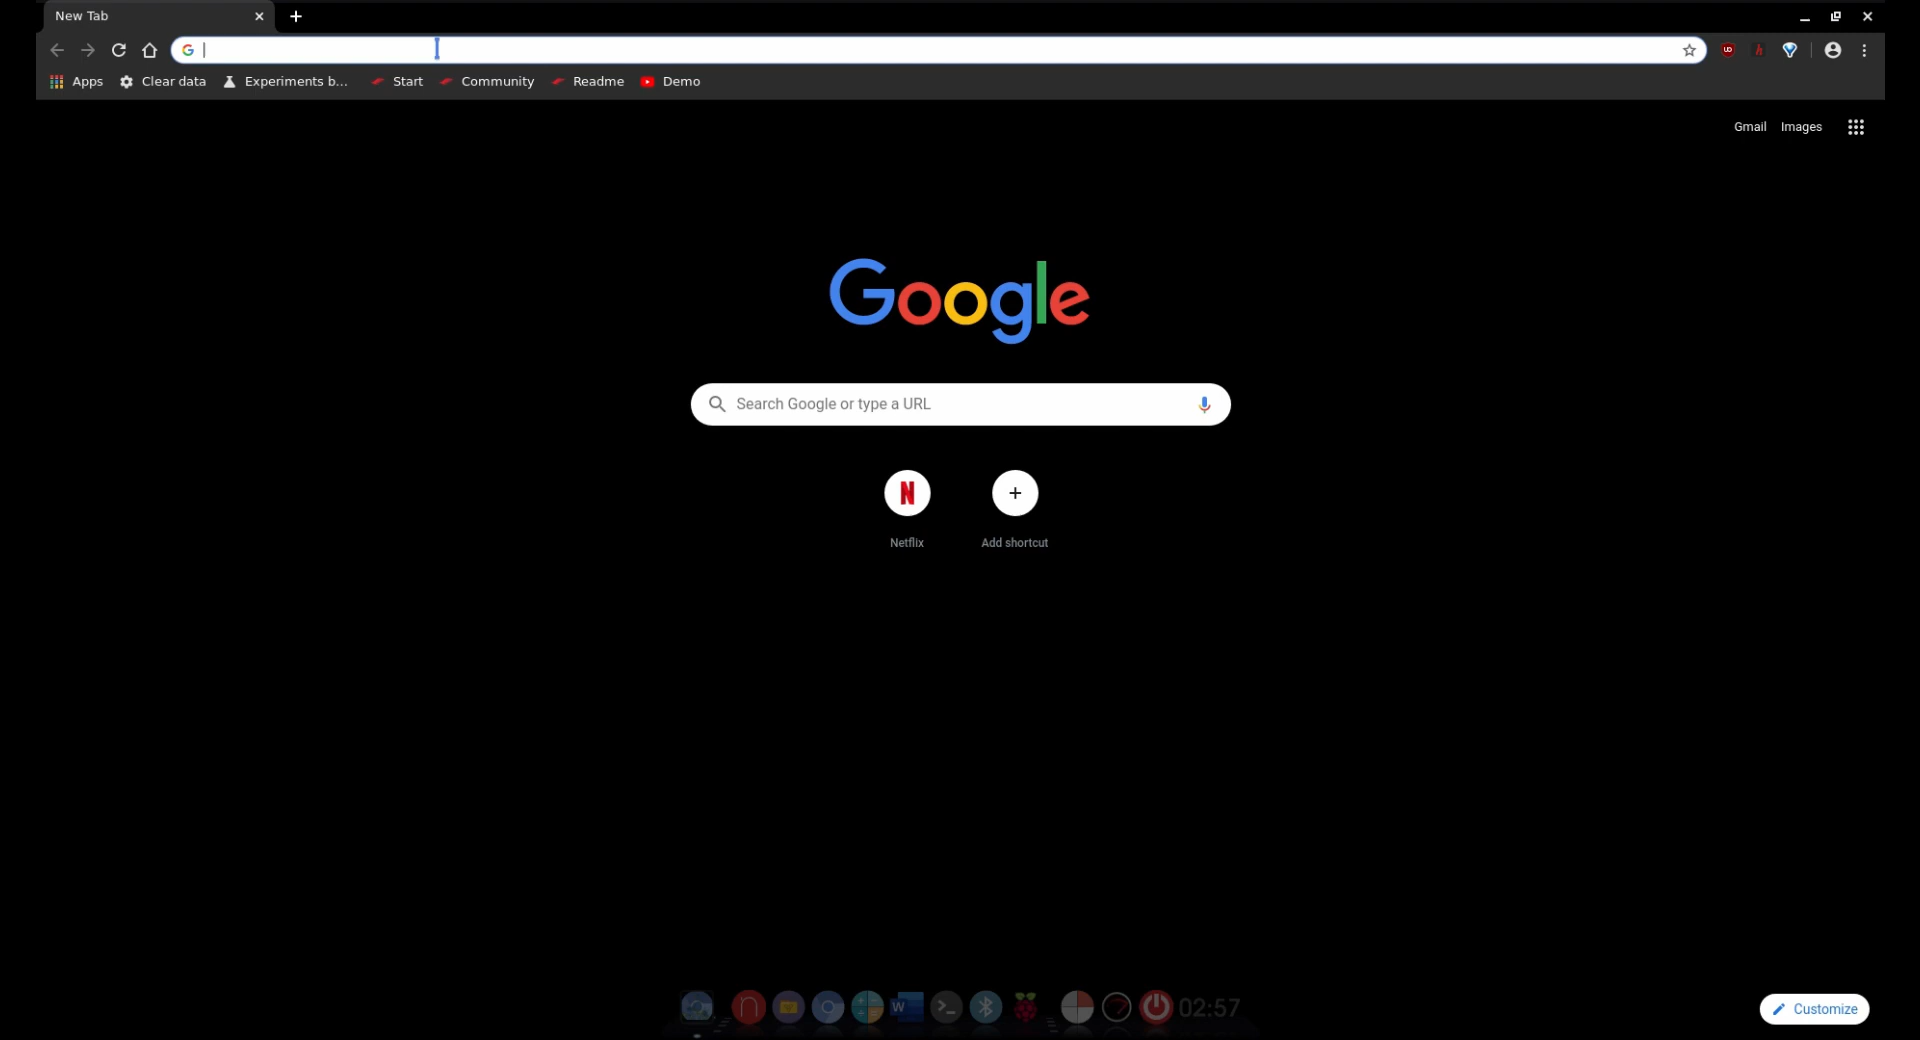 New Tab
Apps Clear data Experiments b... Start Community Readme Demo
Gmail Images
Google
Search Google or type a URL
Netflix Add shortcut
02:57
Customize